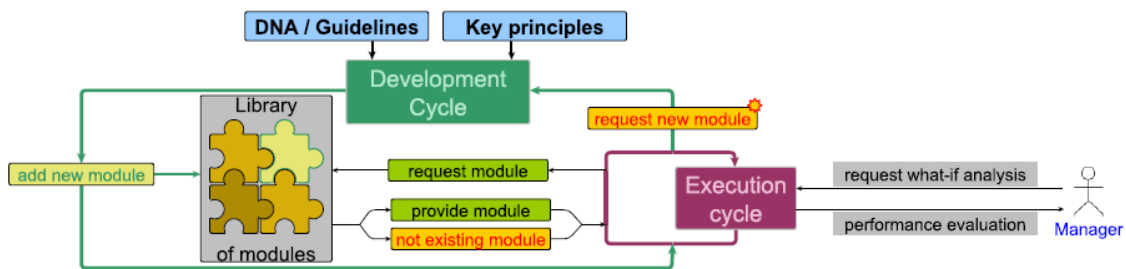 DNA / Guidelines
Key principles
Development
Cycle
Library
request new module
add new module
request module
Execution
cycle
request what-if analysis
provide module
performance evaluation
Manager
not existing module
of modules